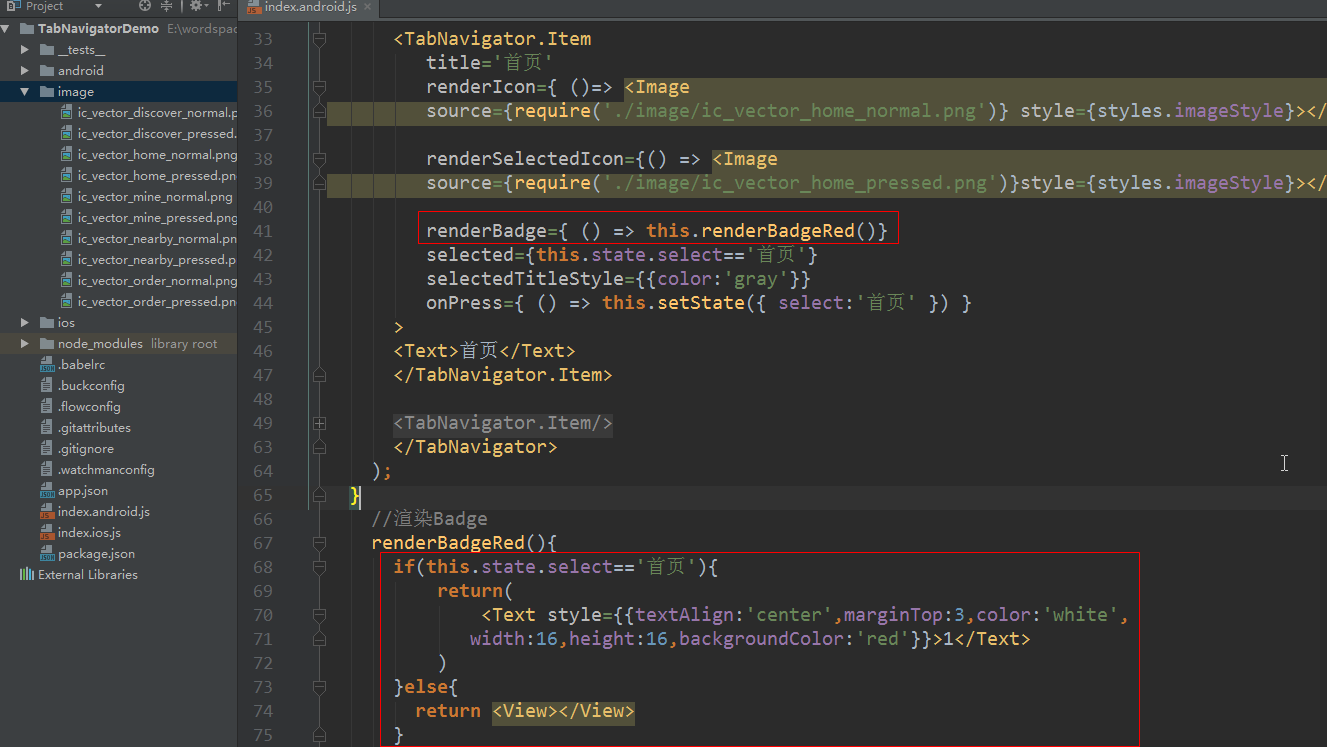 Project
index.android.js
TabNavigatorDemo E:\wordspac
__tests__
android
image
ic_vector_discover_normal.p
ic_vector_discover_pressed.
ic_vector_home_normal.png
ic_vector_home_pressed.pn
ic_vector_mine_normal.png
ic_vector_mine_pressed.png
ic_vector_nearby_normal.pn
ic_vector_nearby_pressed.p
ic_vector_order_normal.png
ic_vector_order_pressed.pn
ios
node_modules library root
.babelrc
.buckconfig
.flowconfig
.gitattributes
.gitignore
.watchmanconfig
app.json
index.android.js
index.ios.js
package.json
External Libraries
33 <TabNavigator.Item
34 title='首页'
35 renderIcon={ ()=> <Image
36 source={require('./image/ic_vector_home_normal.png')} style={styles.imageStyle}></
37
38 renderSelectedIcon={() => <Image
39 source={require('./image/ic_vector_home_pressed.png')}style={styles.imageStyle}></
40
41 renderBadge={ () => this.renderBadgeRed()}
42 selected={this.state.select=='首页'}
43 selectedTitleStyle={{color:'gray'}}
44 onPress={ () => this.setState({ select:'首页' }) }
45 >
46 <Text>首页</Text>
47 </TabNavigator.Item>
48
49 <TabNavigator.Item/>
63 </TabNavigator>
64 );
65 }
66 //渲染Badge
67 renderBadgeRed(){
68 if(this.state.select=='首页'){
69 return(
70 <Text style={{textAlign:'center',marginTop:3,color:'white',
71 width:16,height:16,backgroundColor:'red'}}>1</Text>
72 )
73 }else{
74 return <View></View>
75 }